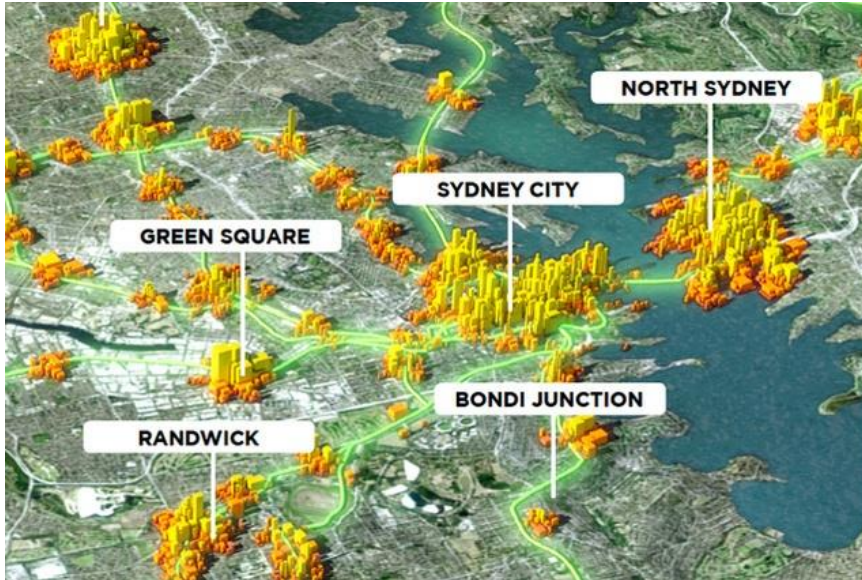 NORTH SYDNEY
SYDNEY CITY
GREEN SQUARE
BONDI JUNCTION
RANDWICK